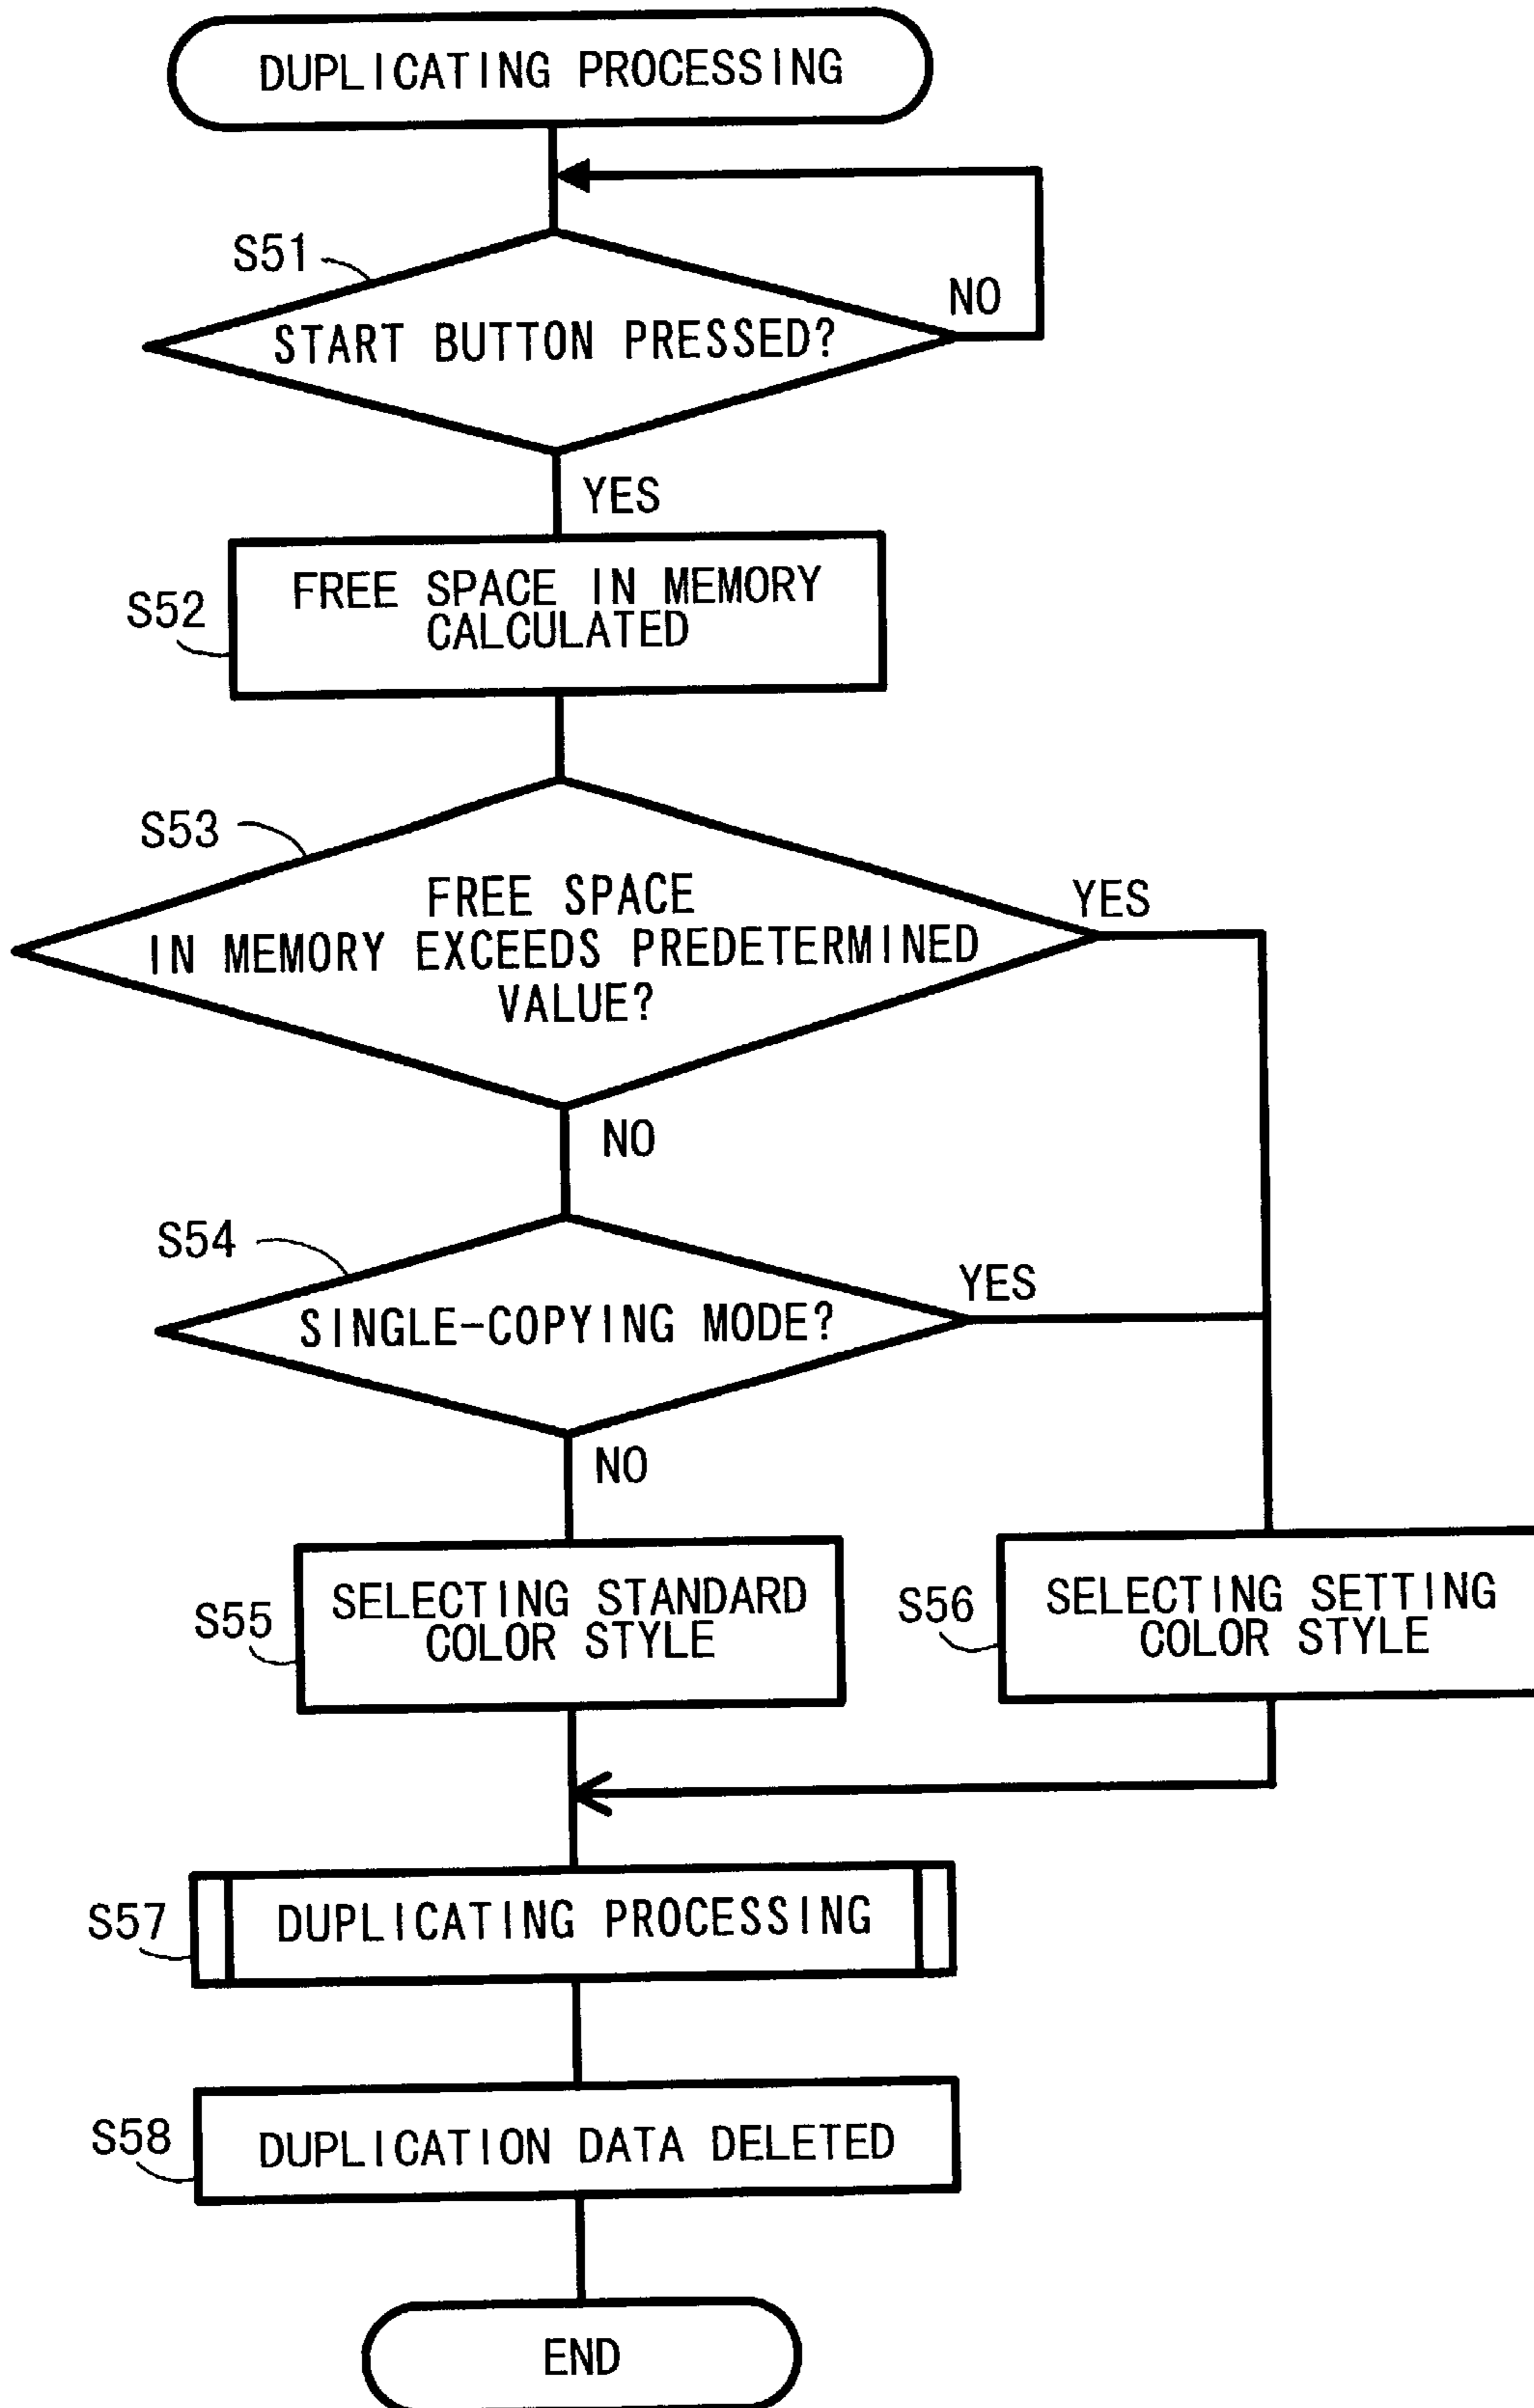 DUPLICATING PROCESSING
S51
NO
START BUTTON PRESSED?
YES
S52
FREE SPACE IN MEMORY
CALCULATED
S53
FREE SPACE
YES
IN MEMORY EXCEEDS PREDETERMINED
VALUE?
NO
S54
YES
SINGLE-COPYING MODE?
NO
S55
SELECTING STANDARD
COLOR STYLE
S56
SELECTING SETTING
COLOR STYLE
S57
DUPLICATING PROCESSING
S58
DUPLICATION DATA DELETED
END